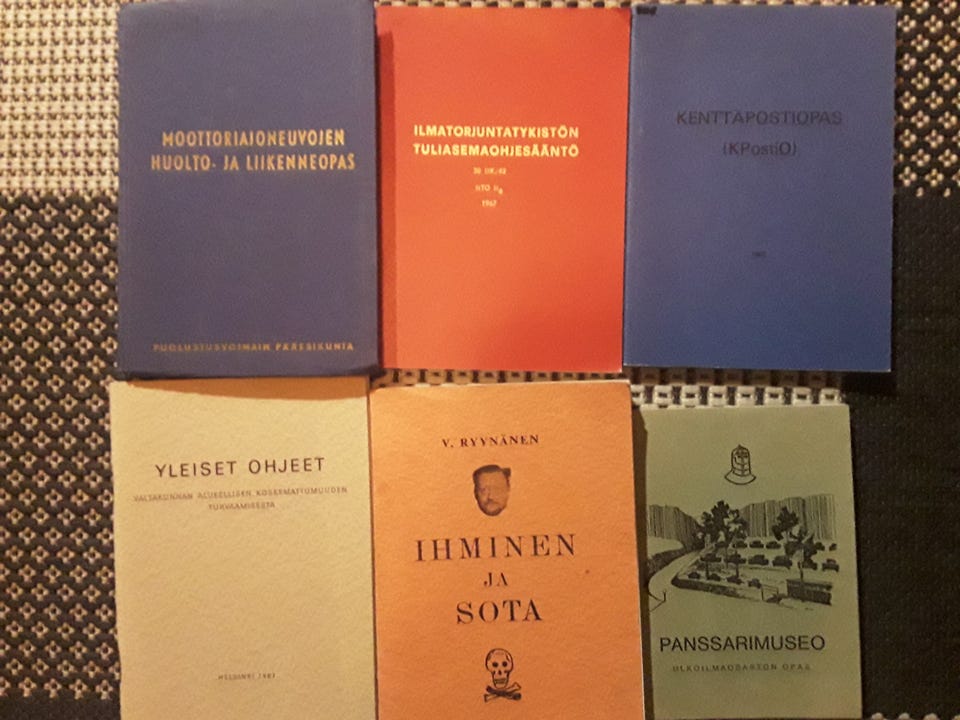 MOOTTORIAJONEUVOJEN
HUOLTO- JA LIIKENNEOPAS
PUOLUSTUSVOIMAIN PÄÄESIKUNTA
ILMATORJUNTATYKISTÖN
TULIASEMAOHJESÄÄNTÖ
1967
KENTTÄPOSTIOPAS
(KPostiO)
YLEISET OHJEET
VALTAKUNNAN ALUEELLISEN KOSKEMATTOMUUDEN
TURVAAMISESTA
HELSINKI
V. RYYNÄNEN
IHMINEN
JA
SOTA
PANSSARIMUSEO
ULKOILMAOSASTON OPAS